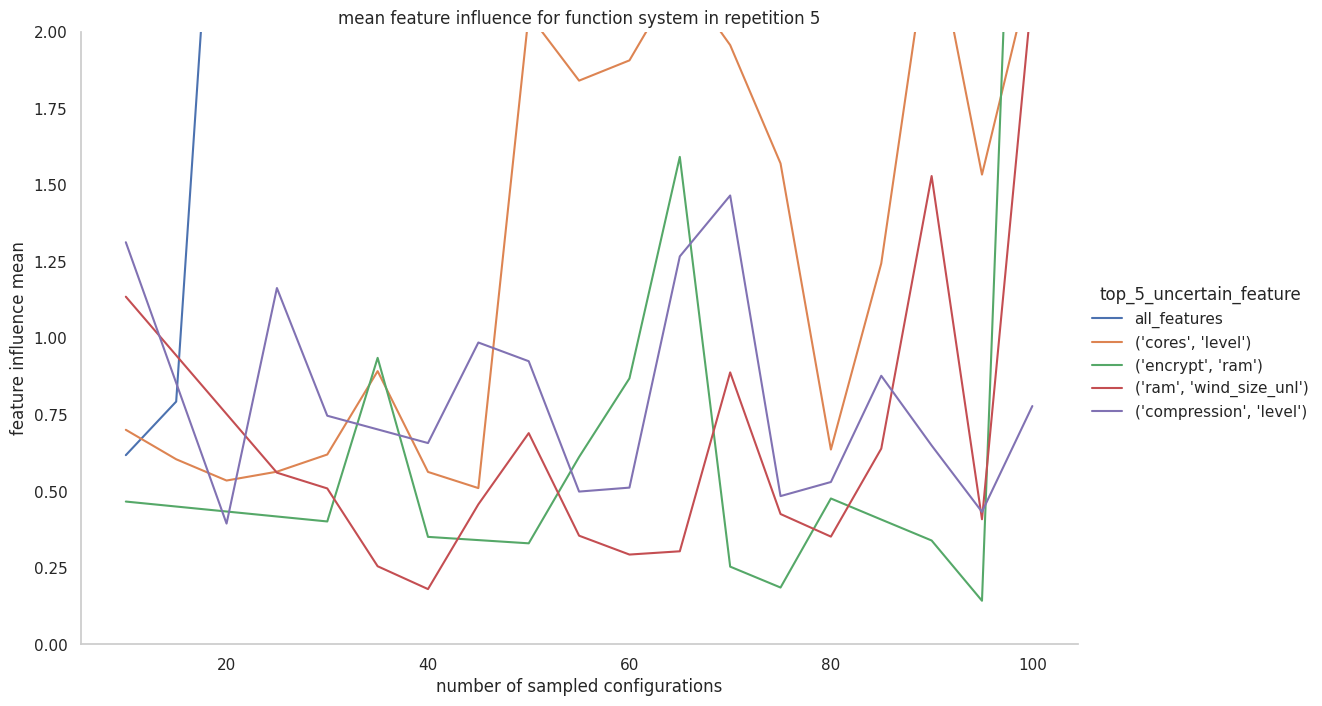 mean feature influence for function system in repetition 5
2.00
1.75
1.50
1.25
1.00
0.75
0.50
0.25
0.00
feature influence mean
20
40
60
80
100
number of sampled configurations
top_5_uncertain_feature
all_features
('cores', 'level')
('encrypt', 'ram')
('ram', 'wind_size_unl')
('compression', 'level')